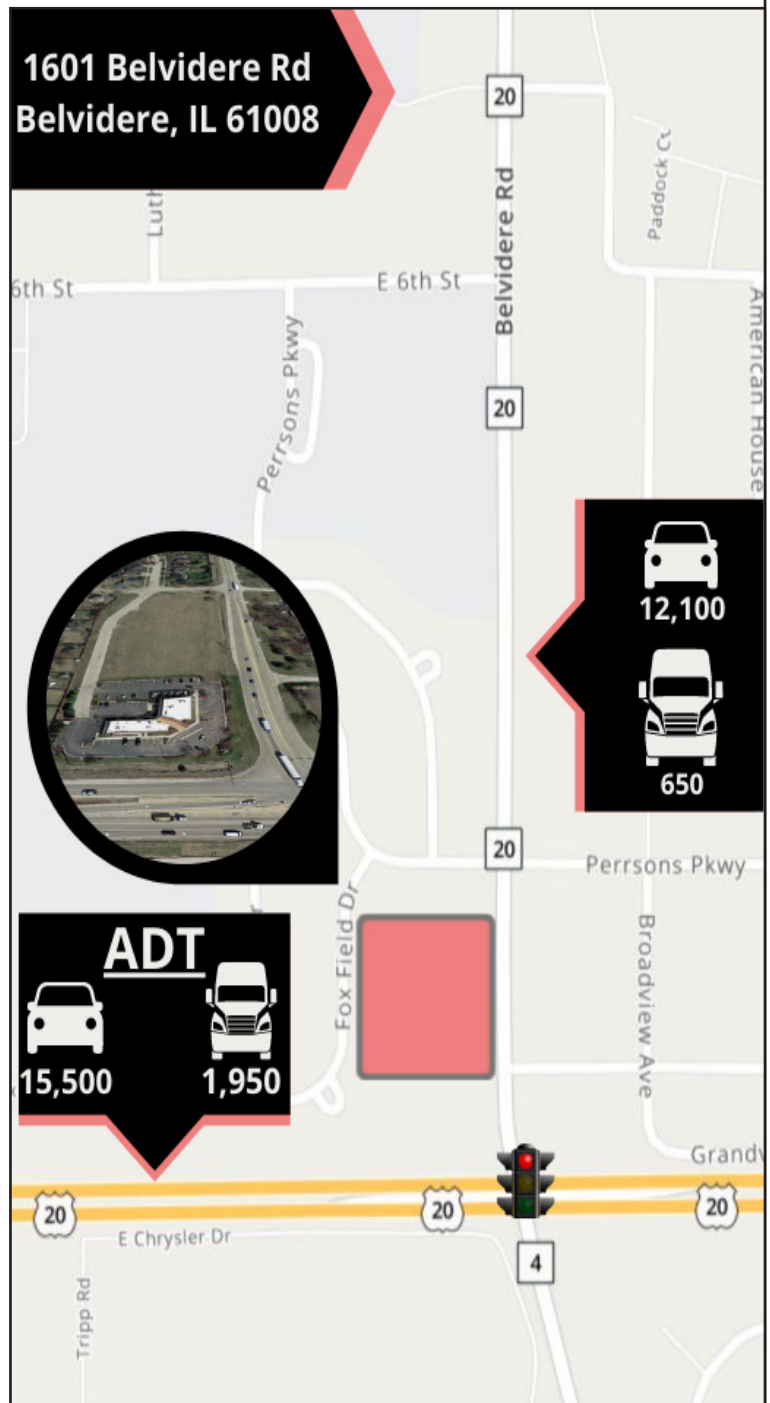 1601 Belvidere Rd
Belvidere, IL 61008
20
Belvidere Rd
Paddock Ct
Luth
6th St
E 6th St
Perrsons Pkwy
American House
20
12,100
650
20
Perrsons Pkwy
Fox Field Dr
Broadview Ave
ADT
15,500
1,950
Grandv
20
20
20
E Chrysler Dr
4
Tripp Rd